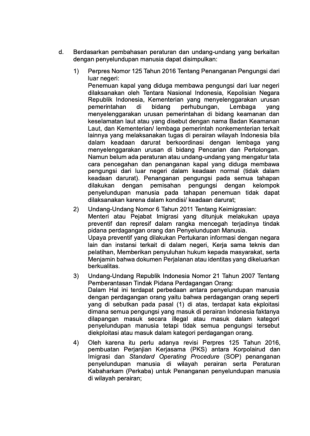 d. Berdasarkan pembahasan peraturan dan undang-undang yang berkaitan
dengan penyelundupan manusia dapat disimpulkan:
1) Perpres Nomor 125 Tahun 2016 Tentang Penanganan Pengungsi dari
luar negeri:
Penemuan kapal yang diduga membawa pengungsi dari luar negeri
dilaksanakan oleh Tentara Nasional Indonesia, Kepolisian Negara
Republik Indonesia, Kementerian yang menyelenggarakan urusan
pemerintahan di bidang perhubungan, Lembaga yang
menyelenggarakan urusan pemerintahan di bidang keamanan dan
keselamatan laut atau yang disebut dengan nama Badan Keamanan
Laut, dan Kementerian/ lembaga pemerintah nonkementerian terkait
lainnya yang melaksanakan tugas di perairan wilayah Indonesia bila
dalam keadaan darurat berkoordinasi dengan lembaga yang
menyelenggarakan urusan di bidang Pencarian dan Pertolongan.
Namun belum ada peraturan atau undang-undang yang mengatur tata
cara pencegahan dan penanganan kapal yang diduga membawa
pengungsi dari luar negeri dalam keadaan normal (tidak dalam
keadaan darurat). Penanganan pengungsi pada semua tahapan
dilakukan dengan pemisahan pengungsi dengan kelompok
penyelundupan manusia pada tahapan penemuan tidak dapat
dilaksanakan karena dalam kondisi/ keadaan darurat;
2) Undang-Undang Nomor 6 Tahun 2011 Tentang Keimigrasian:
Menteri atau Pejabat Imigrasi yang ditunjuk melakukan upaya
preventif dan represif dalam rangka mencegah terjadinya tindak
pidana perdagangan orang dan Penyelundupan Manusia.
Upaya preventif yang dilakukan Pertukaran informasi dengan negara
lain dan instansi terkait di dalam negeri, Kerja sama teknis dan
pelatihan, Memberikan penyuluhan hukum kepada masyarakat, serta
Menjamin bahwa dokumen Perjalanan atau identitas yang dikeluarkan
berkualitas.
3) Undang-Undang Republik Indonesia Nomor 21 Tahun 2007 Tentang
Pemberantasan Tindak Pidana Perdagangan Orang:
Dalam Hal ini terdapat perbedaan antara penyelundupan manusia
dengan perdagangan orang yaitu bahwa perdagangan orang seperti
yang di sebutkan pada pasal (1) di atas, terdapat kata eksploitasi
dimana semua pengungsi yang masuk di perairan Indonesia faktanya
dilapangan masuk secara illegal atau masuk dalam kategori
penyelundupan manusia tetapi tidak semua pengungsi tersebut
diekploitasi atau masuk dalam kategori perdagangan orang.
4) Oleh karena itu perlu adanya revisi Perpres 125 Tahun 2016,
pembuatan Perjanjian Kerjasama (PKS) antara Korpolairud dan
Imigrasi dan Standard Operating Procedure (SOP) penanganan
penyelundupan manusia di wilayah perairan serta Peraturan
Kabaharkam (Perkaba) untuk Penanganan penyelundupan manusia
di wilayah perairan;